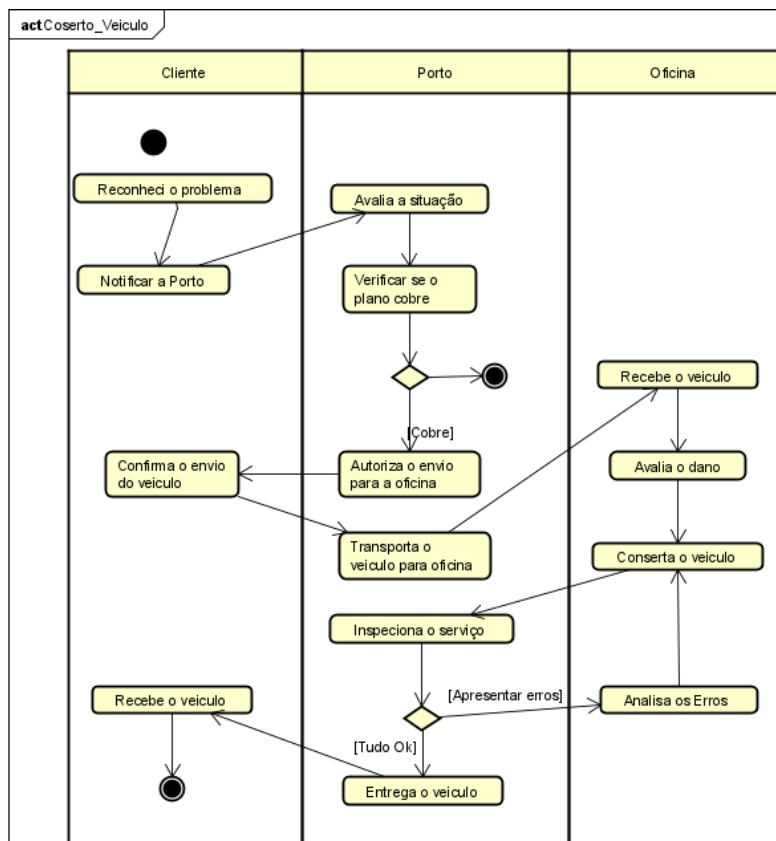 act Coserto_Veiculo
Cliente
Porto
Oficina
Reconheci o problema
Avalia a situação
Notificar a Porto
Verificar se o
plano cobre
Recebe o veiculo
[Cobre]
Confirma o envio
do veiculo
Autoriza o envio
para a oficina
Avalia o dano
Transporta o
veiculo para oficina
Conserta o veiculo
Inspeciona o serviço
Recebe o veiculo
[Apresentar erros]
Analisa os Erros
[Tudo Ok]
Entrega o veiculo